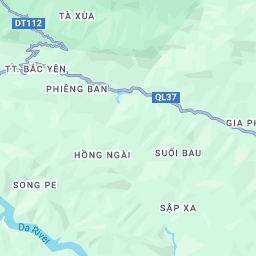 TÀ XÙA
DT112
TT. BẮC YÊN
PHIÊNG BAN
QL37
GIA PH
HỒNG NGÀI
SUỐI BAU
SONG PE
SẬP XA
Da River